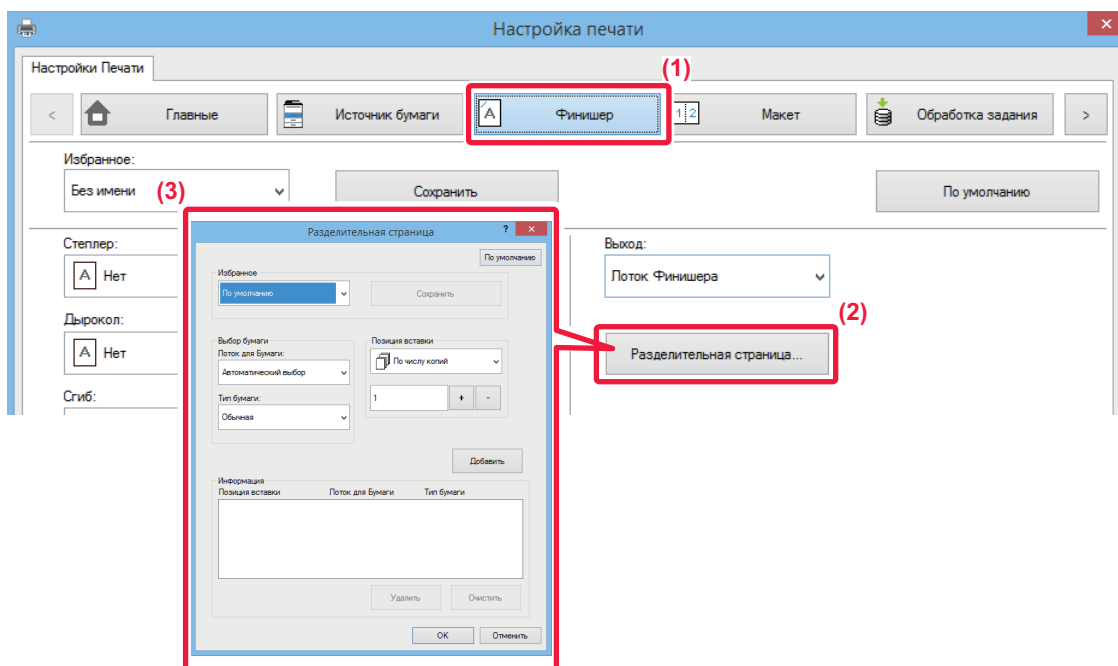 Настройка печати
Настройки Печати
(1)
< Главные Источник бумаги A Финишер 1 2 Макет Обработка задания >
Избранное:
Без имени Сохранить По умолчанию
(3)
Степлер:
A Нет
Дырокол:
A Нет
Сгиб:
Разделительная страница ?
По умолчанию
Избранное
По умолчанию Сохранить
Выбор бумаги
Лоток для Бумаги:
Автоматический выбор
Тип бумаги:
Обычная
Позиция вставки
По числу копий
1 + -
Добавить
Информация
Позиция вставки Лоток для Бумаги Тип бумаги
Удалить Очистить
OK Отменить
Выход:
Лоток Финишера
(2)
Разделительная страница...